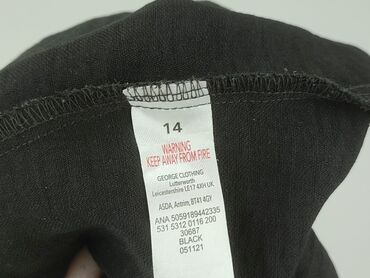 14
WARNING
KEEP AWAY FROM FIRE
GEORGE CLOTHING
Lutterworth
Leicestershire LE17 4XH UK
ASDA, Antrim, BT41 4GY
ANA 5059189442335
531 5312 0116 200
30687
BLACK
051121